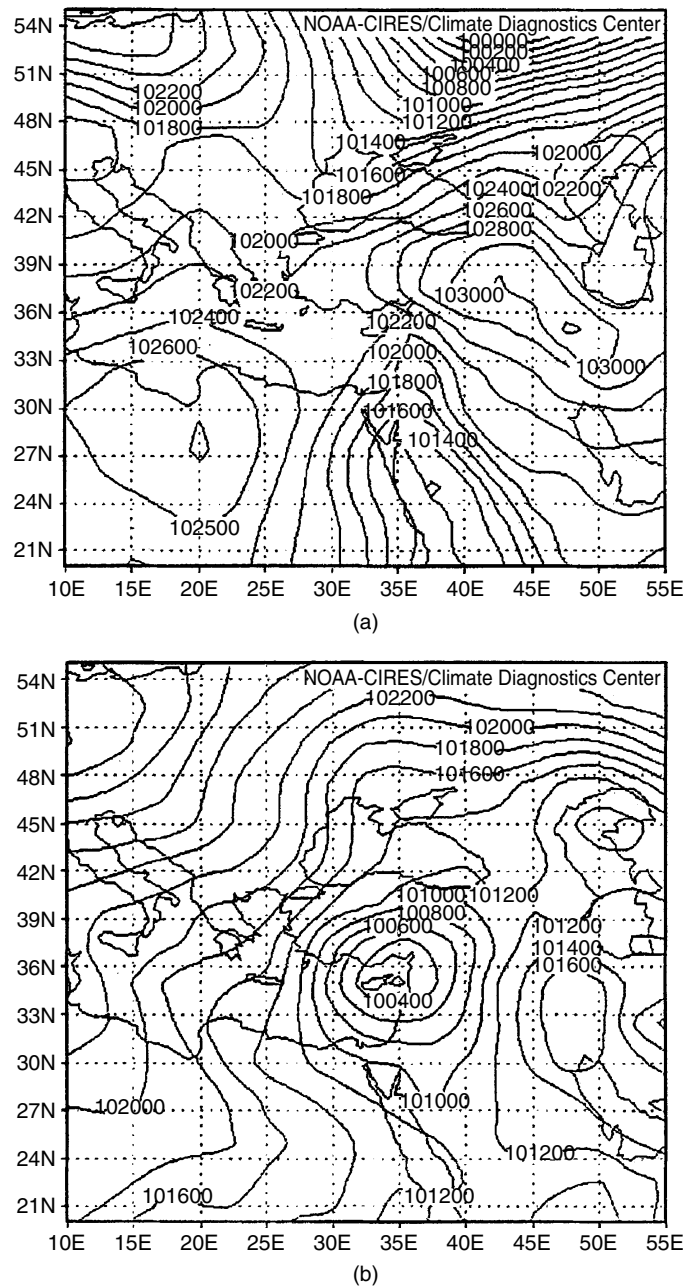 NOAA-CIRES/Climate Diagnostics Center
54N
51N
48N
45N
42N
39N
36N
33N
30N
27N
24N
21N
100000
100200
100400
100600
100800
101000
101200
101400
101600
101800
102200
102000
101800
102000
102400 102200
102600
102800
102000
102200
103000
102400
102200
102600
102000
103000
101800
101600
101400
102500
10E 15E 20E 25E 30E 35E 40E 45E 50E 55E
(a)
NOAA-CIRES/Climate Diagnostics Center
54N
51N
48N
45N
42N
39N
36N
33N
30N
27N
24N
21N
102200
102000
101800
101600
101000 101200
100800
100600
101200
101400
101600
100400
102000
101000
101200
101600
101200
10E 15E 20E 25E 30E 35E 40E 45E 50E 55E
(b)